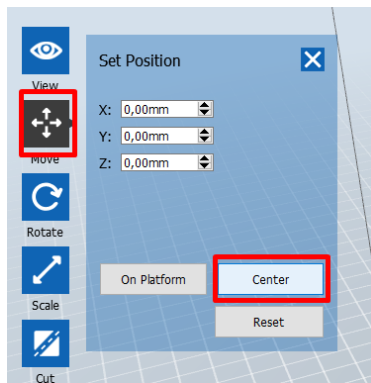 View
Move
Rotate
Scale
Cut
Set Position
X: 0,00mm
Y: 0,00mm
Z: 0,00mm
On Platform
Center
Reset